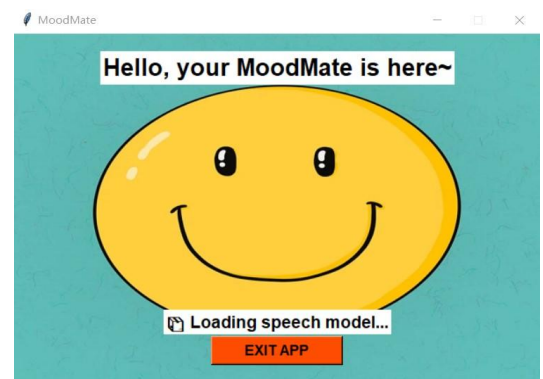 MoodMate
Hello, your MoodMate is here~
Loading speech model...
EXIT APP